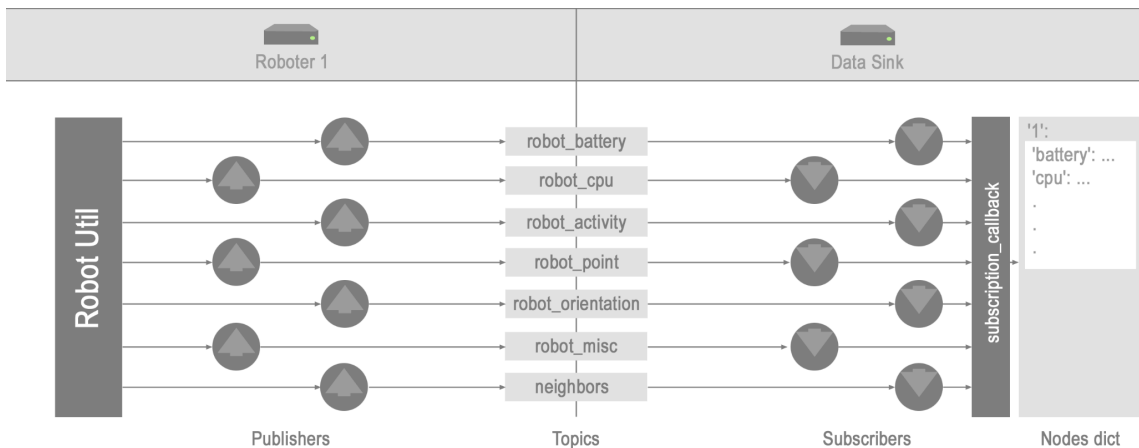 Roboter 1
Data Sink
Robot Util
robot_battery
robot_cpu
robot_activity
robot_point
robot_orientation
robot_misc
neighbors
subscription_callback
'1':
'battery': ...
'cpu': ...
.
.
.
Publishers
Topics
Subscribers
Nodes dict